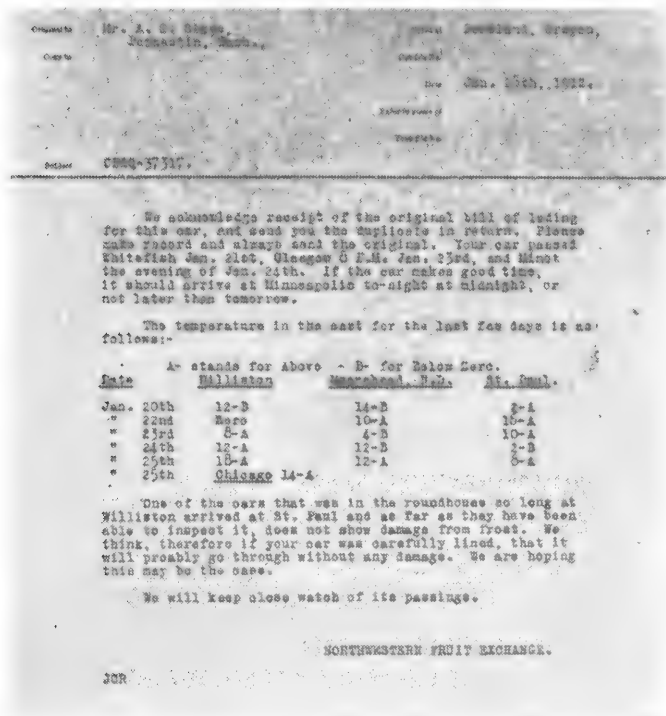 Mr.
Portland, Oregon,
Jan. 25th, 1912.
We acknowledge receipt of the original bill of lading
for this car, and send you the duplicate in return. Please
make record and always send the original. Your car passed
Whitefish Jan. 21st, Glasgow 8 P.M. Jan. 23rd, and Minot
the evening of Jan. 24th. If the car makes good time,
it should arrive at Minneapolis to-night at midnight, or
not later than tomorrow.
The temperature in the east for the last few days is as
follows:-
A- stands for Above - B- for Below Zero.
Date Williston St. Paul.
Jan. 20th 12-B 14-B 2-A
" 22nd Zero 10-A
" 23rd 8-A 4-B 10-A
" 24th 12-A 12-B 2-B
" 25th 18-A 12-A
" 25th Chicago 14-A
One of the cars that was in the roundhouse so long at
Williston arrived at St. Paul and as far as they have been
able to inspect it, does not show damage from frost. We
think, therefore if your car was carefully lined, that it
will proably go through without any damage. We are hoping
this may be the case.
We will keep close watch of its passings.
NORTHWESTERN FRUIT EXCHANGE.
JCR